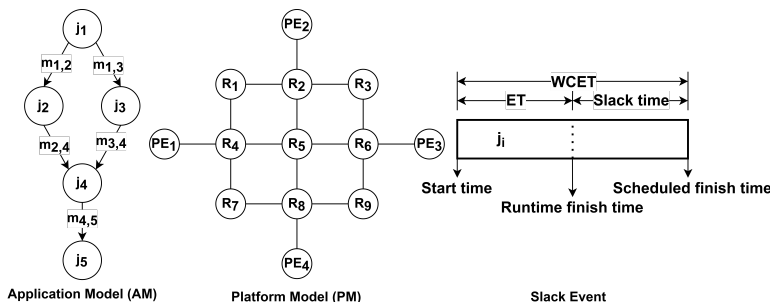 j1
m1,2
m1,3
j2
j3
m2,4
m3,4
j4
m4,5
j5
Application Model (AM)
PE2
R1
R2
R3
PE1
R4
R5
R6
PE3
R7
R8
R9
PE4
Platform Model (PM)
WCET
ET
Slack time
ji
Start time
Scheduled finish time
Runtime finish time
Slack Event